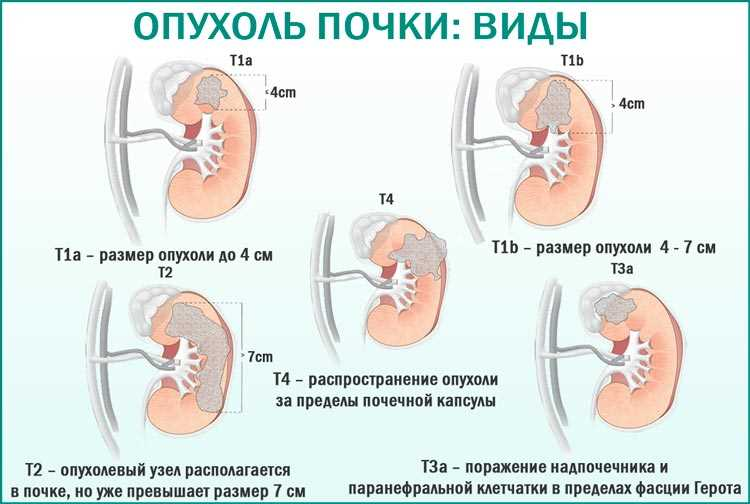 ОПУХОЛЬ ПОЧКИ: ВИДЫ
T1a
< 4cm
T1a – размер опухоли до 4 см
T1b
> 4cm
T1b – размер опухоли 4 - 7 см
T4
T4 – распространение опухоли
за пределы почечной капсулы
T2
> 7cm
T2 – опухолевый узел располагается
в почке, но уже превышает размер 7 см
T3a
T3a – поражение надпочечника и
паранефральной клетчатки в пределах фасции Герота